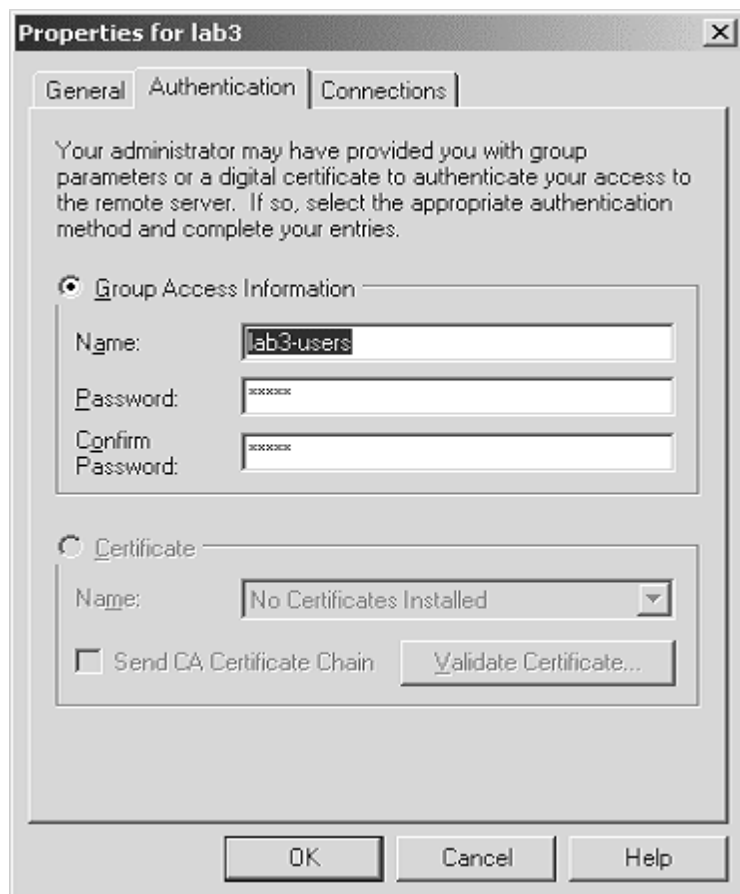 Properties for lab3
General Authentication Connections
Your administrator may have provided you with group
parameters or a digital certificate to authenticate your access to
the remote server. If so, select the appropriate authentication
method and complete your entries.
Group Access Information
Name: lab3-users
Password: *****
Confirm
Password: *****
Certificate
Name: No Certificates Installed
Send CA Certificate Chain Validate Certificate...
OK Cancel Help